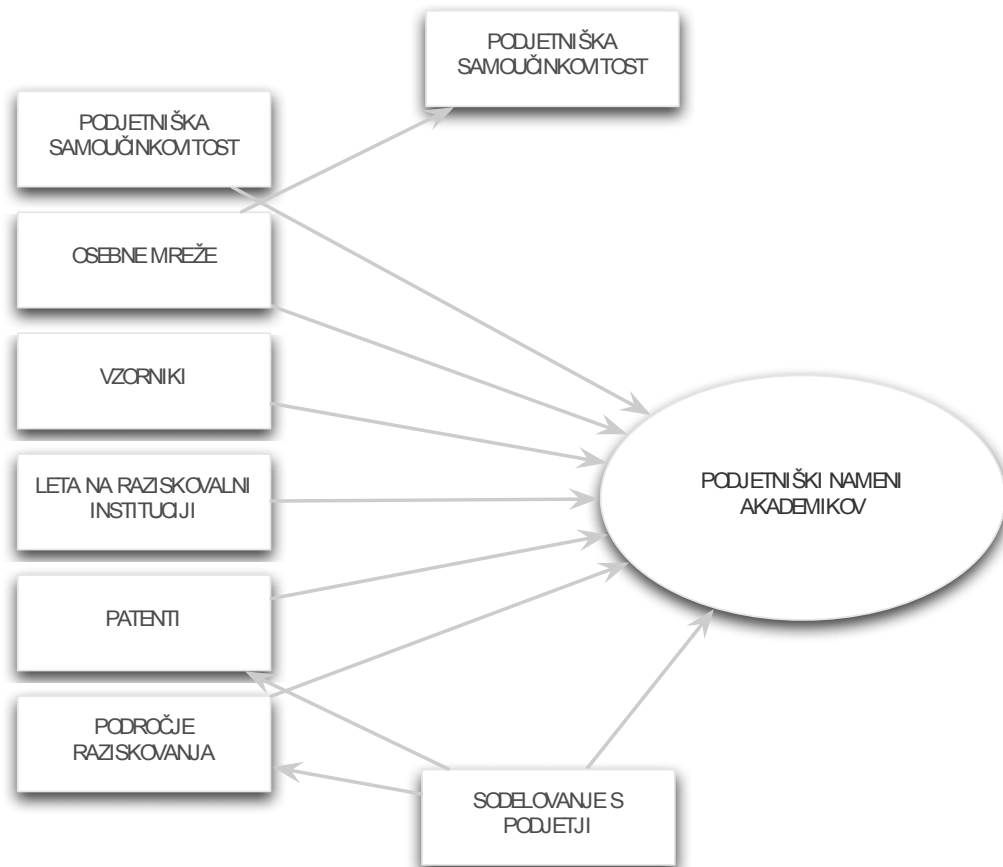 PODJETNIŠKA
SAMOUČINKOVITOST
PODJETNIŠKA
SAMOUČINKOVITOST
OSEBNE MREŽE
VZORNIKI
LETA NA RAZISKOVALNI
INSTITUCIJI
PODJETNIŠKI NAMENI
AKADEMIKOV
PATENTI
PODROČJE
RAZISKOVANJA
SODELOVANJE S
PODJETJI